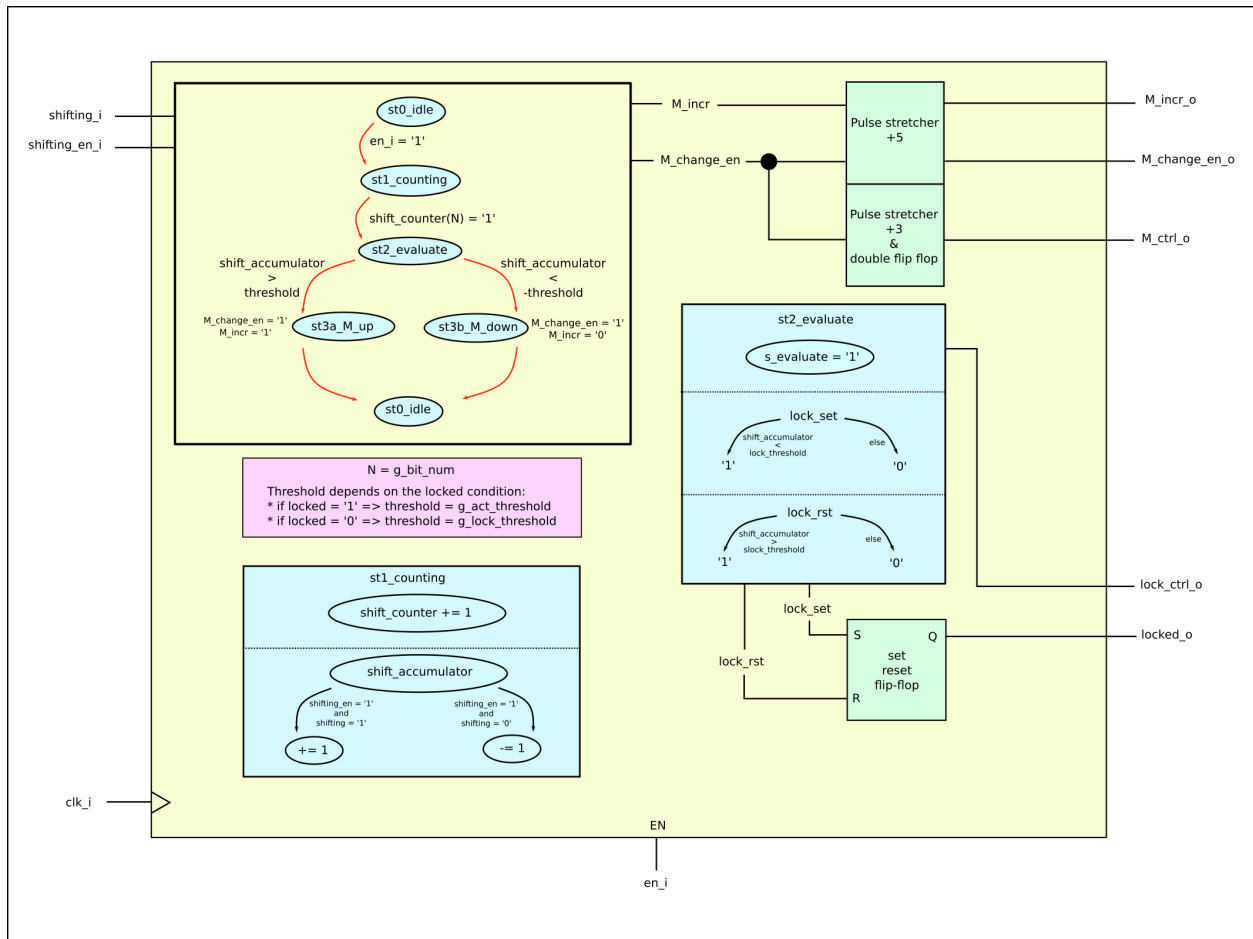 shifting_i
shifting_en_i
st0_idle
en_i = '1'
st1_counting
shift_counter(N) = '1'
st2_evaluate
shift_accumulator
>
threshold
shift_accumulator
<
-threshold
M_change_en = '1'
M_incr = '1'
st3a_M_up
st3b_M_down
M_change_en = '1'
M_incr = '0'
st0_idle
M_incr
M_change_en
Pulse stretcher
+5
Pulse stretcher
+3
&
double flip flop
M_incr_o
M_change_en_o
M_ctrl_o
N = g_bit_num
Threshold depends on the locked condition:
* if locked = '1' => threshold = g_act_threshold
* if locked = '0' => threshold = g_lock_threshold
st1_counting
shift_counter += 1
shift_accumulator
shifting_en = '1'
and
shifting = '1'
shifting_en = '1'
and
shifting = '0'
+= 1
-= 1
st2_evaluate
s_evaluate = '1'
lock_set
shift_accumulator
<
lock_threshold
else
'1'
'0'
lock_rst
shift_accumulator
>
slock_threshold
else
'1'
'0'
lock_set
lock_rst
S
Q
set
reset
flip-flop
R
lock_ctrl_o
locked_o
clk_i
EN
en_i